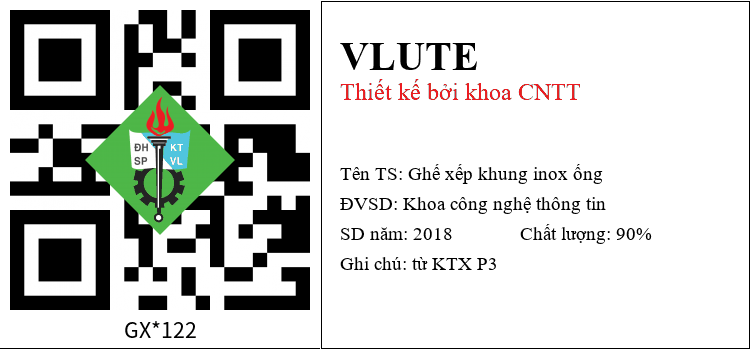 ĐH KT
SP VL
GX*122
VLUTE
Thiết kế bởi khoa CNTT
Tên TS: Ghế xếp khung inox ống
ĐVSD: Khoa công nghệ thông tin
SD năm: 2018 Chất lượng: 90%
Ghi chú: từ KTX P3